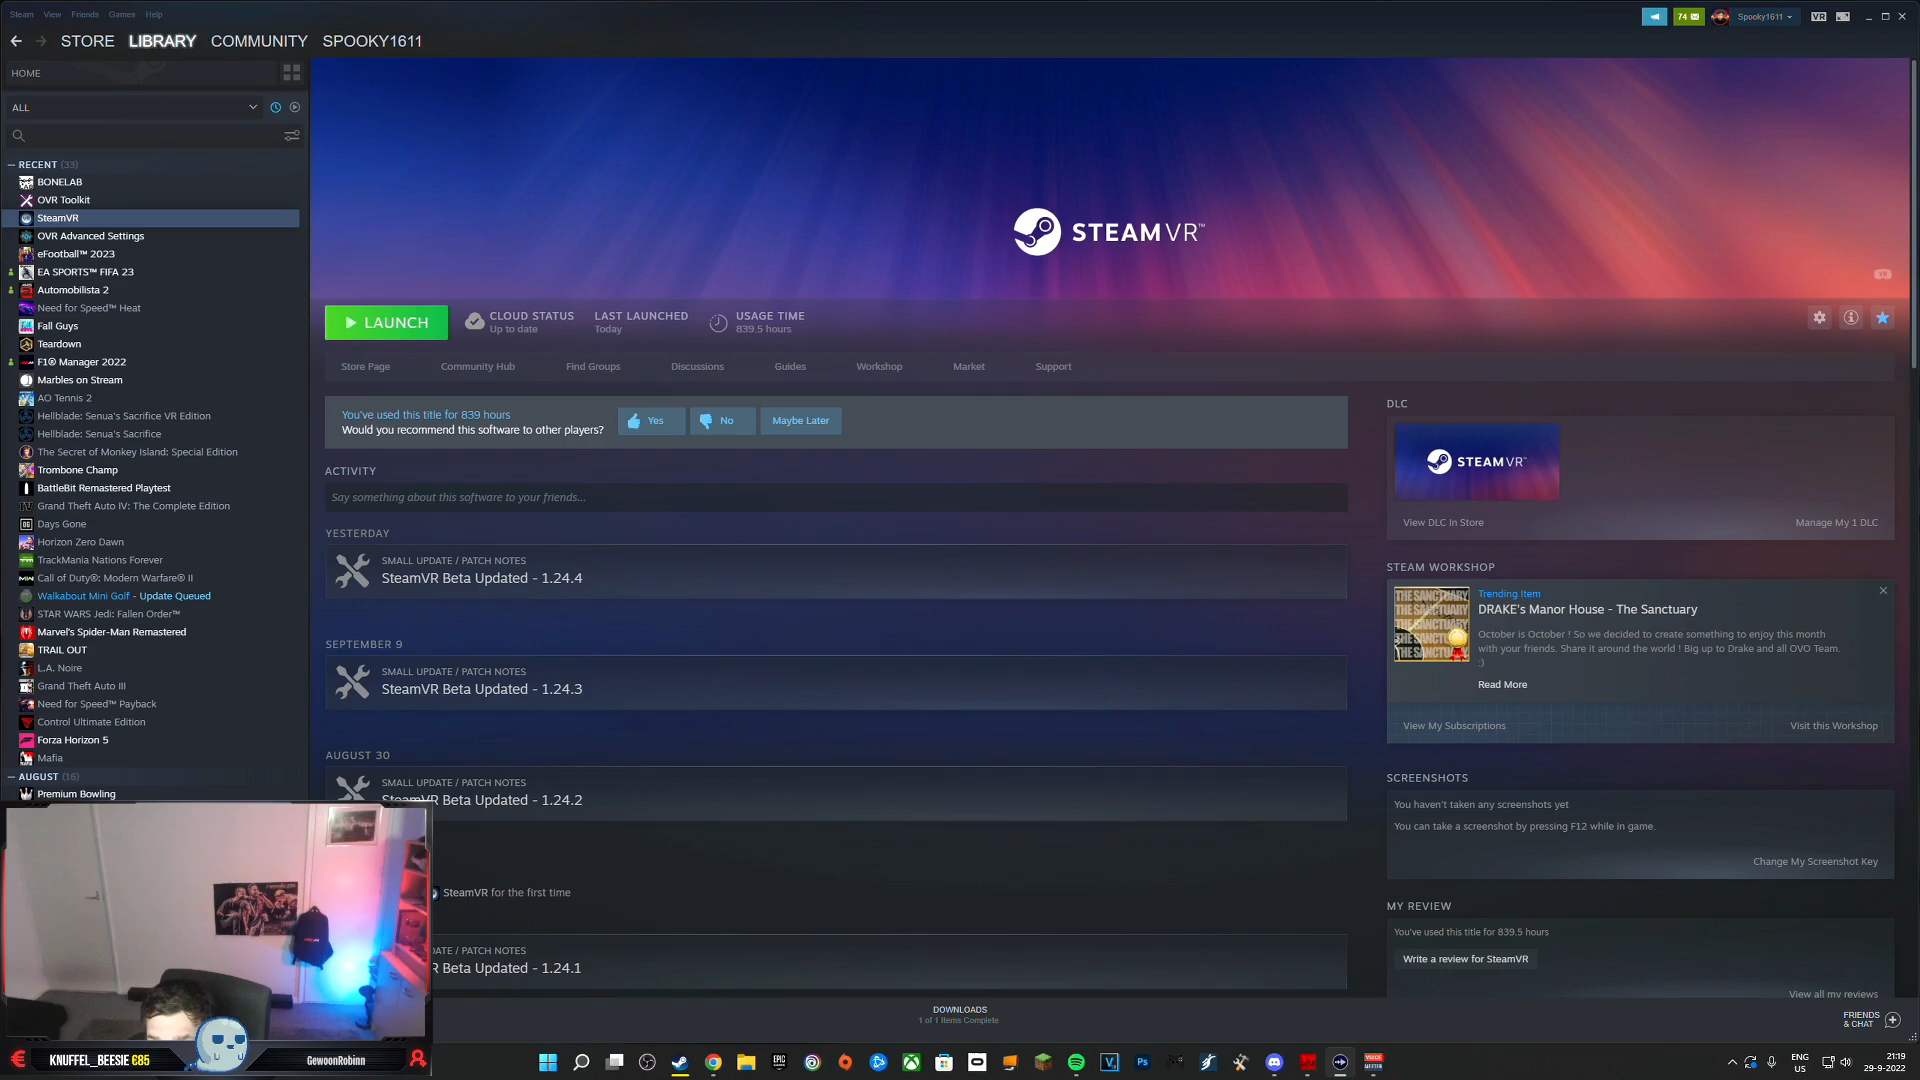 Steam View Friends Games Help
74 Spooky1611 VR
STORE LIBRARY COMMUNITY SPOOKY1611
HOME
ALL
— RECENT (33)
BONELAB
OVR Toolkit
SteamVR
OVR Advanced Settings
eFootball™ 2023
EA SPORTS™ FIFA 23
Automobilista 2
Need for Speed™ Heat
Fall Guys
Teardown
F1® Manager 2022
Marbles on Stream
AO Tennis 2
Hellblade: Senua's Sacrifice VR Edition
Hellblade: Senua's Sacrifice
The Secret of Monkey Island: Special Edition
Trombone Champ
BattleBit Remastered Playtest
Grand Theft Auto IV: The Complete Edition
Days Gone
Horizon Zero Dawn
TrackMania Nations Forever
Call of Duty®: Modern Warfare® II
Walkabout Mini Golf - Update Queued
STAR WARS Jedi: Fallen Order™
Marvel's Spider-Man Remastered
TRAIL OUT
L.A. Noire
Grand Theft Auto III
Need for Speed™ Payback
Control Ultimate Edition
Forza Horizon 5
Mafia
— AUGUST (16)
Premium Bowling
STEAMVR™
VR
LAUNCH
CLOUD STATUS
Up to date
LAST LAUNCHED
Today
USAGE TIME
839.5 hours
Store Page Community Hub Find Groups Discussions Guides Workshop Market Support
You've used this title for 839 hours
Would you recommend this software to other players?
Yes No Maybe Later
ACTIVITY
Say something about this software to your friends...
YESTERDAY
SMALL UPDATE / PATCH NOTES
SteamVR Beta Updated - 1.24.4
SEPTEMBER 9
SMALL UPDATE / PATCH NOTES
SteamVR Beta Updated - 1.24.3
AUGUST 30
SMALL UPDATE / PATCH NOTES
SteamVR Beta Updated - 1.24.2
SteamVR for the first time
DATE / PATCH NOTES
R Beta Updated - 1.24.1
DLC
STEAMVR™
View DLC In Store Manage My 1 DLC
STEAM WORKSHOP
THE SANCTUARY
Trending Item
DRAKE's Manor House - The Sanctuary
October is October ! So we decided to create something to enjoy this month
with your friends. Share it around the world ! Big up to Drake and all OVO Team.
:)
Read More
View My Subscriptions Visit this Workshop
SCREENSHOTS
You haven't taken any screenshots yet
You can take a screenshot by pressing F12 while in game.
Change My Screenshot Key
MY REVIEW
You've used this title for 839.5 hours
Write a review for SteamVR
View all my reviews
DOWNLOADS
1 of 1 Items Complete
FRIENDS
& CHAT
KNUFFEL_BEESIE €85 GewoonRobinn
ENG
US
21:19
29-9-2022